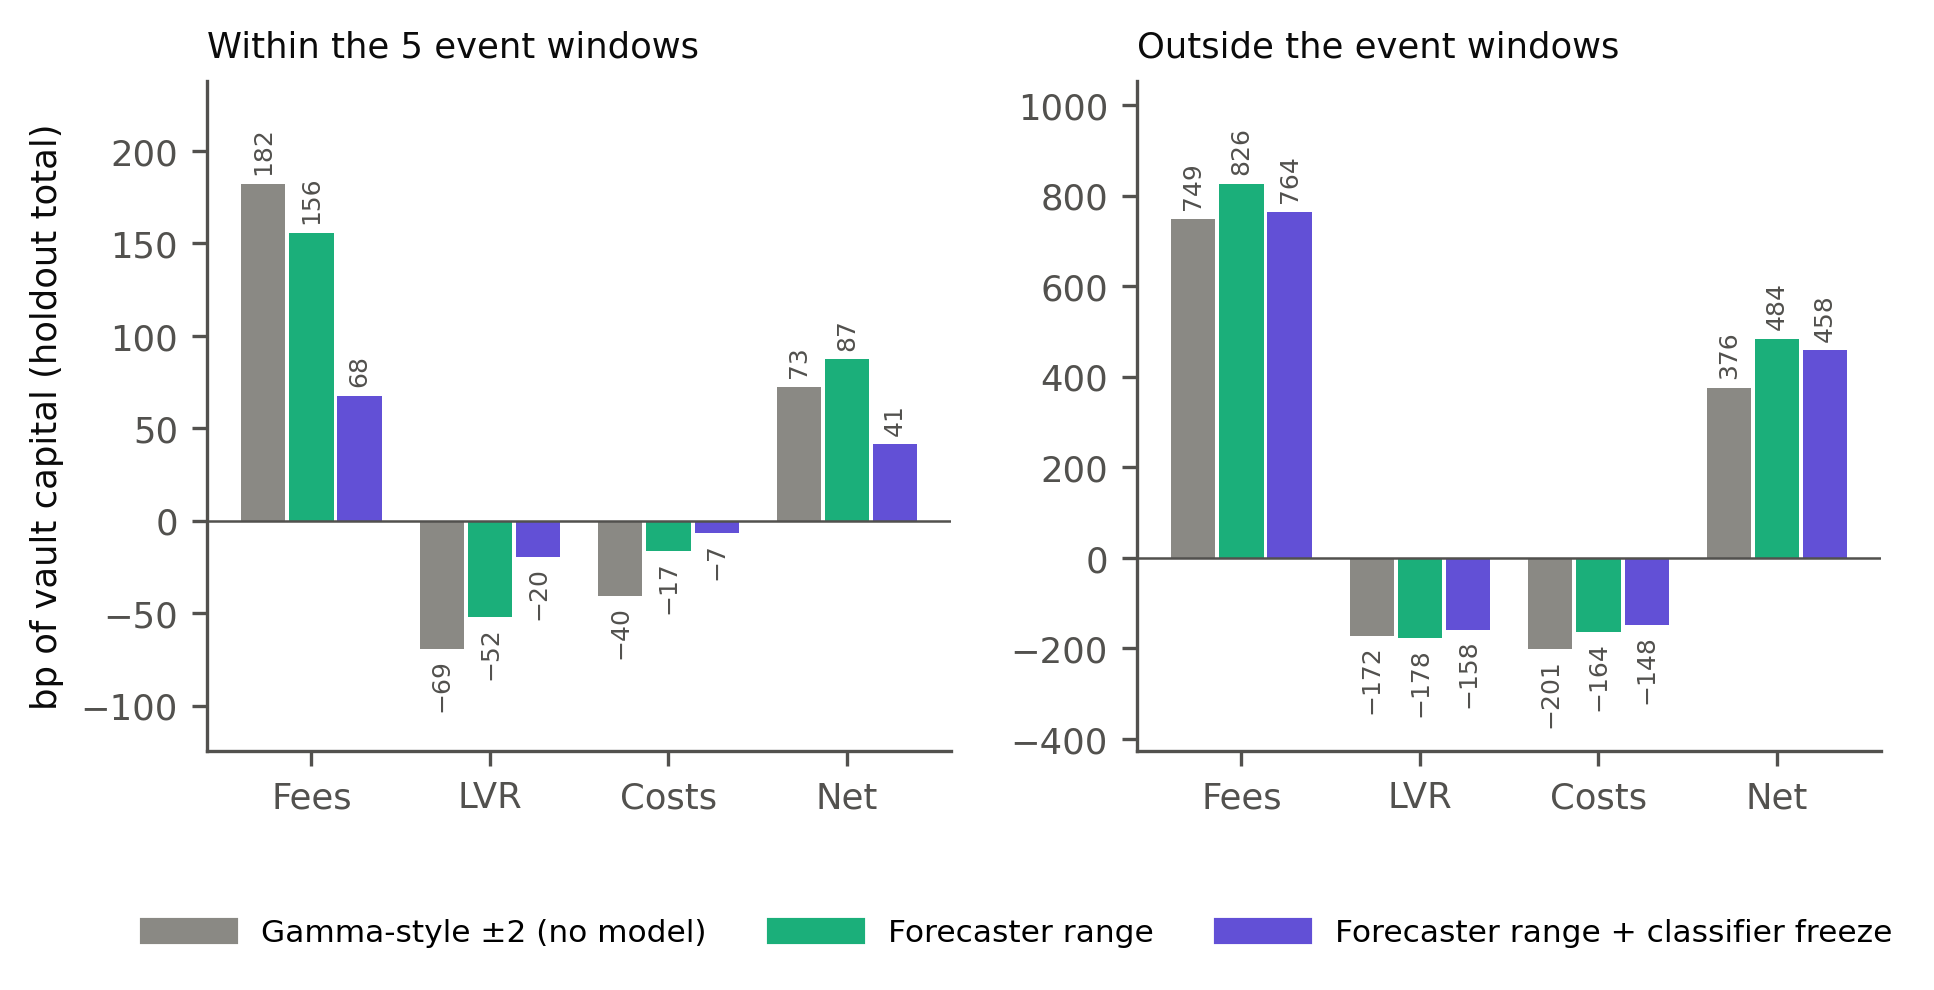 Within the 5 event windows
Outside the event windows
bp of vault capital (holdout total)
200
150
100
50
0
−50
−100
182
156
68
−69
−52
−20
−40
−17
−7
73
87
41
Fees
LVR
Costs
Net
1000
800
600
400
200
0
−200
−400
749
826
764
−172
−178
−158
−201
−164
−148
376
484
458
Fees
LVR
Costs
Net
Gamma-style ±2 (no model)
Forecaster range
Forecaster range + classifier freeze